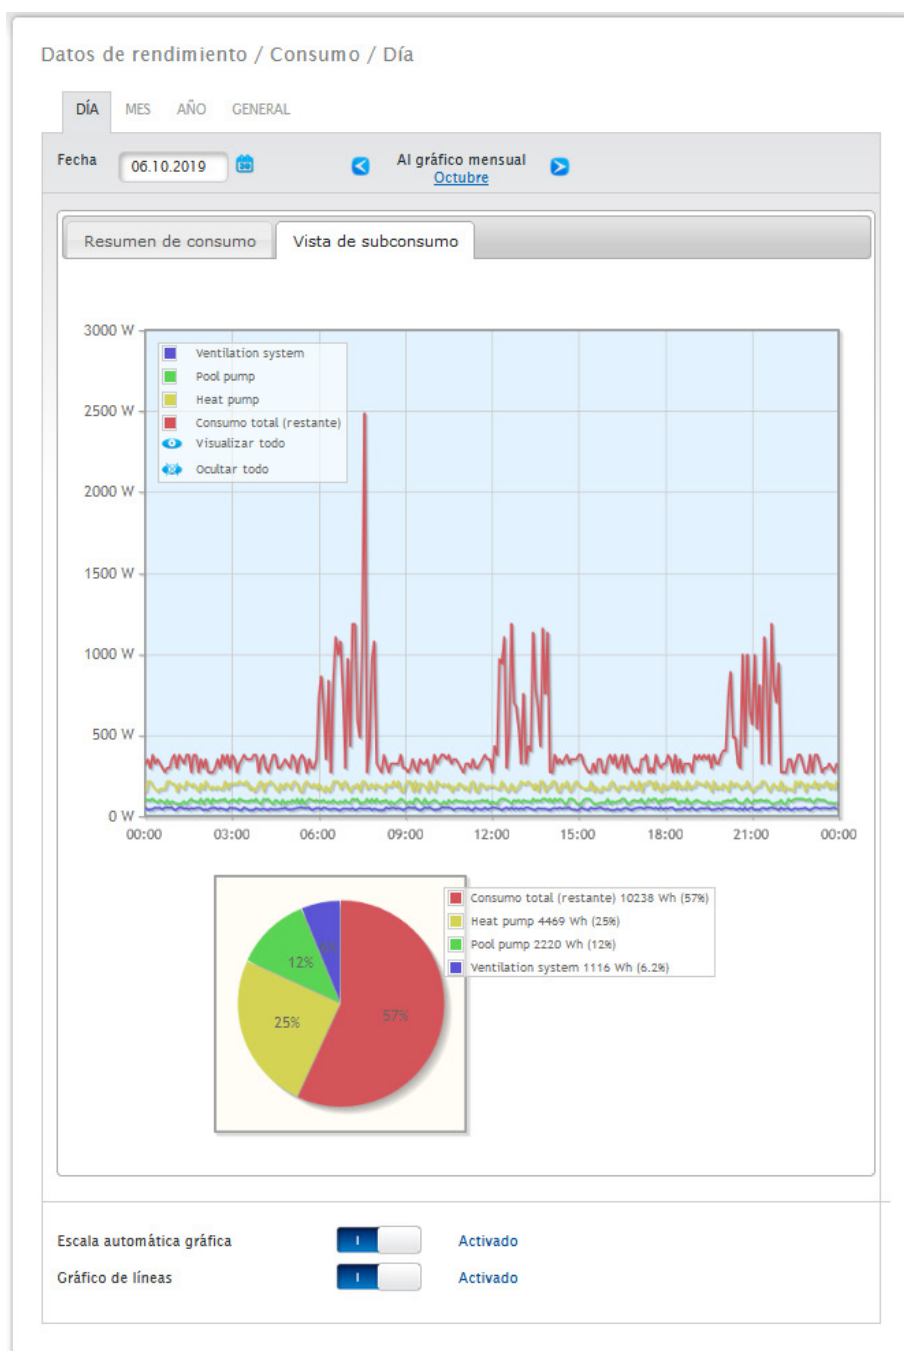 Datos de rendimiento / Consumo / Día
DÍA MES AÑO GENERAL
Fecha 06.10.2019 30 Al gráfico mensual
Octubre
Resumen de consumo Vista de subconsumo
3000 W
Ventilation system
Pool pump
Heat pump
2500 W
Consumo total (restante)
Visualizar todo
Ocultar todo
2000 W
1500 W
1000 W
500 W
0 W
00:00 03:00 06:00 09:00 12:00 15:00 18:00 21:00 00:00
Consumo total (restante) 10238 Wh (57%)
Heat pump 4469 Wh (25%)
Pool pump 2220 Wh (12%)
Ventilation system 1116 Wh (6.2%)
6%
12%
57%
25%
Escala automática gráfica I Activado
Gráfico de líneas I Activado